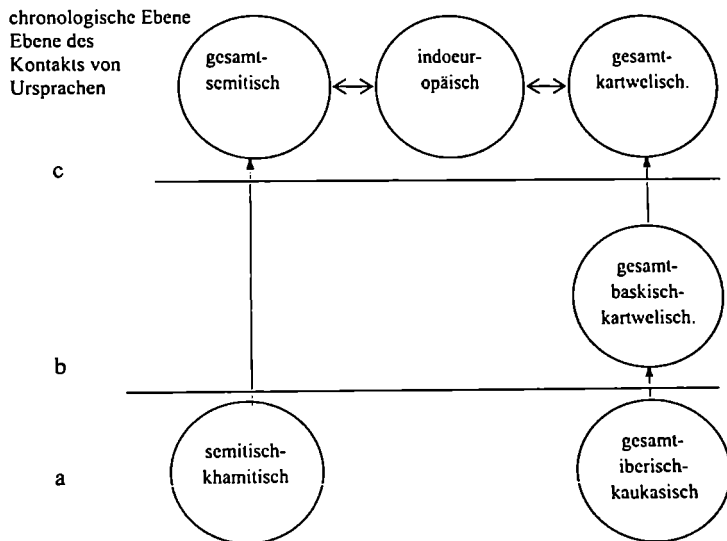 chronologische Ebene
Ebene des
Kontakts von
Ursprachen
gesamt-
semitisch
indoeur-
opäisch
gesamt-
kartwelisch.
c
gesamt-
baskisch-
kartwelisch.
b
semitisch-
khamitisch
gesamt-
iberisch-
kaukasisch
a